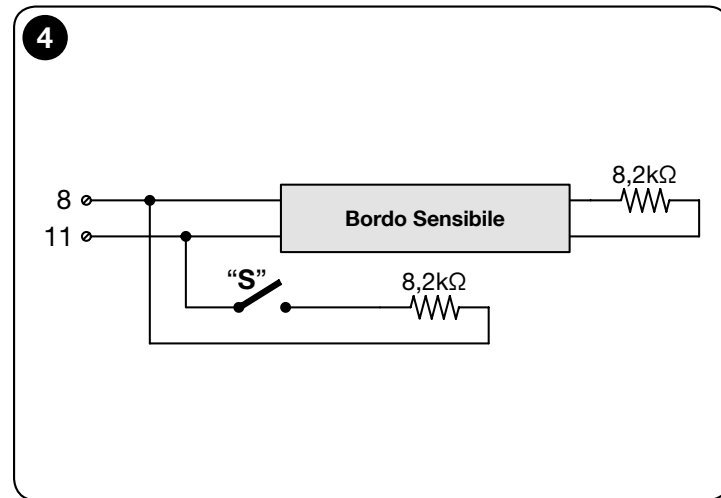 4
8,2kΩ
8
Bordo Sensibile
11
“S”
8,2kΩ